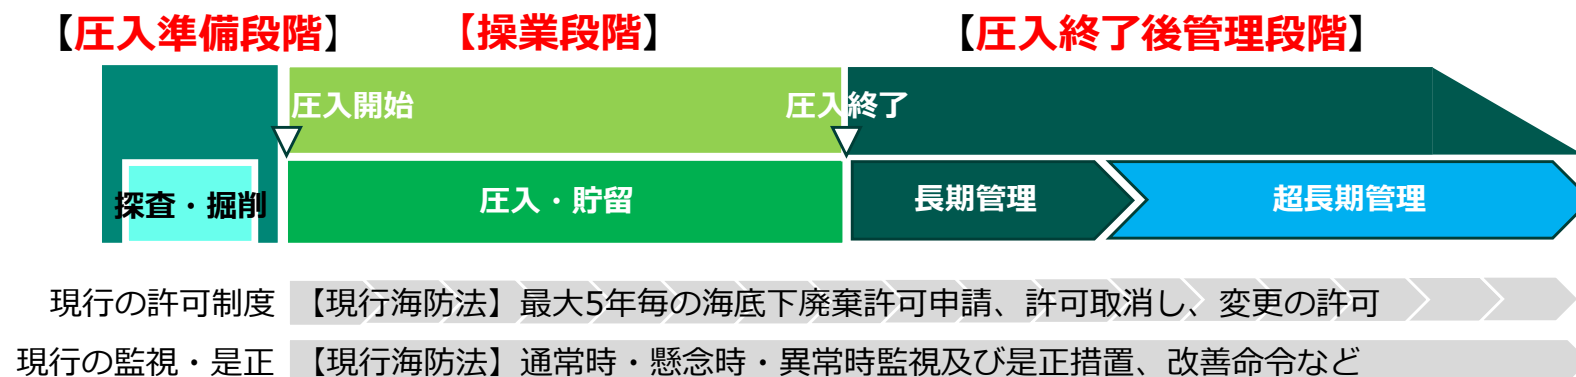 【圧入準備段階】 【操業段階】 【圧入終了後管理段階】
圧入開始 圧入終了
探査・掘削 圧入・貯留 長期管理 超長期管理
現行の許可制度 【現行海防法】最大5年毎の海底下廃棄許可申請、許可取消し、変更の許可
現行の監視・是正 【現行海防法】通常時・懸念時・異常時監視及び是正措置、改善命令など